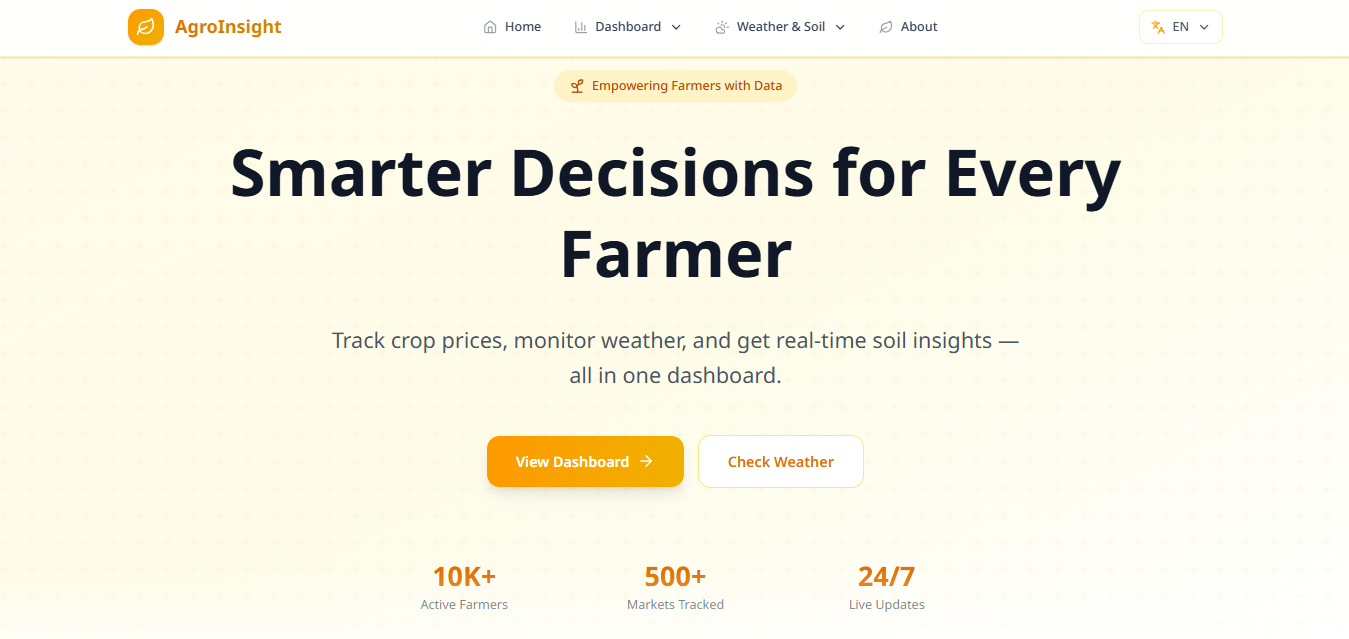 AgroInsight
Home
Dashboard
Weather & Soil
About
EN
Empowering Farmers with Data
Smarter Decisions for Every
Farmer
Track crop prices, monitor weather, and get real-time soil insights —
all in one dashboard.
View Dashboard
Check Weather
10K+
Active Farmers
500+
Markets Tracked
24/7
Live Updates